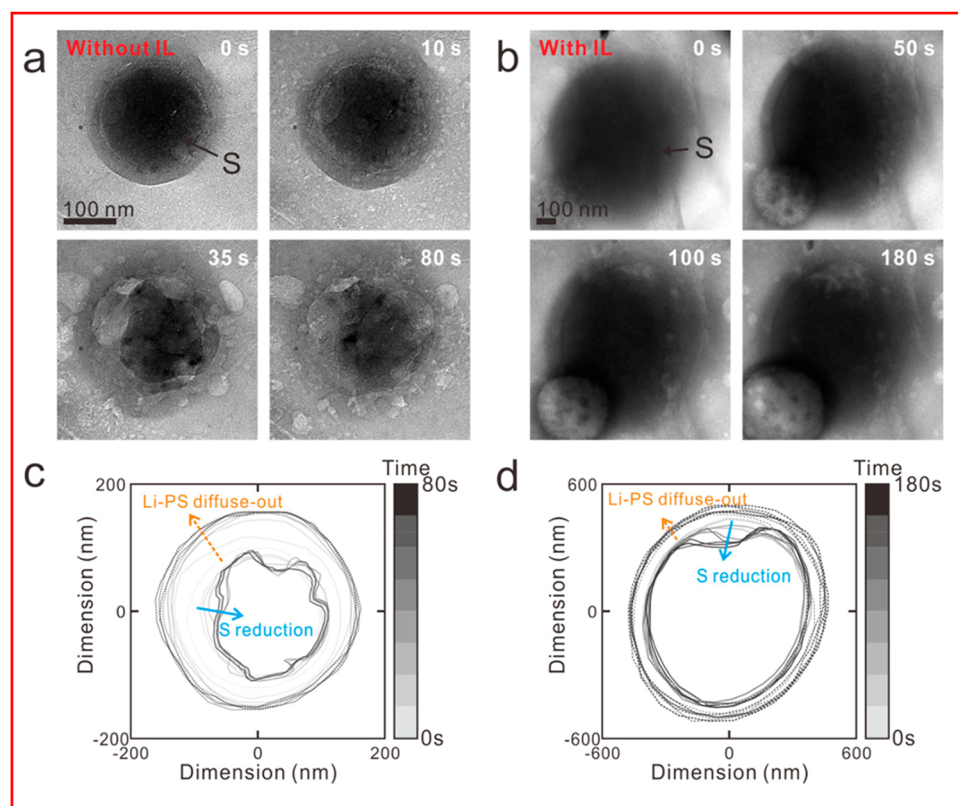 a
Without IL
0 s
10 s
S
100 nm
35 s
80 s
b
With IL
0 s
50 s
S
100 nm
100 s
180 s
c
Time
80s
200
Li-PS diffuse-out
Dimension (nm)
0
S reduction
-200
0s
-200
0
200
Dimension (nm)
d
Time
180s
600
Li-PS diffuse-out
S reduction
Dimension (nm)
0
-600
0s
-600
0
600
Dimension (nm)